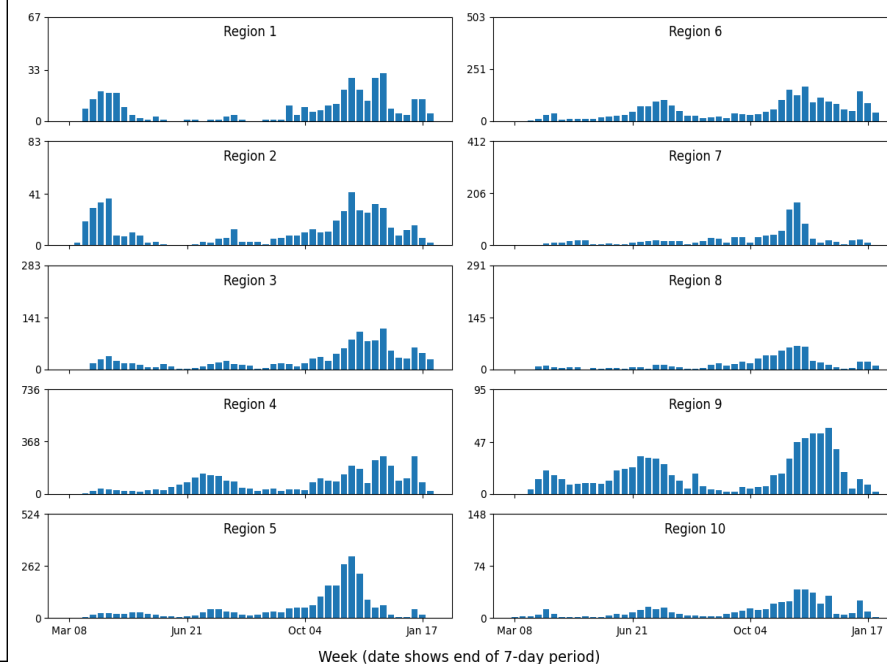 67
Region 1
33
0
503
Region 6
251
0
83
Region 2
41
0
412
Region 7
206
0
283
Region 3
141
0
291
Region 8
145
0
736
Region 4
368
0
95
Region 9
47
0
524
Region 5
262
0
Mar 08 Jun 21 Oct 04 Jan 17
148
Region 10
74
0
Mar 08 Jun 21 Oct 04 Jan 17
Week (date shows end of 7-day period)